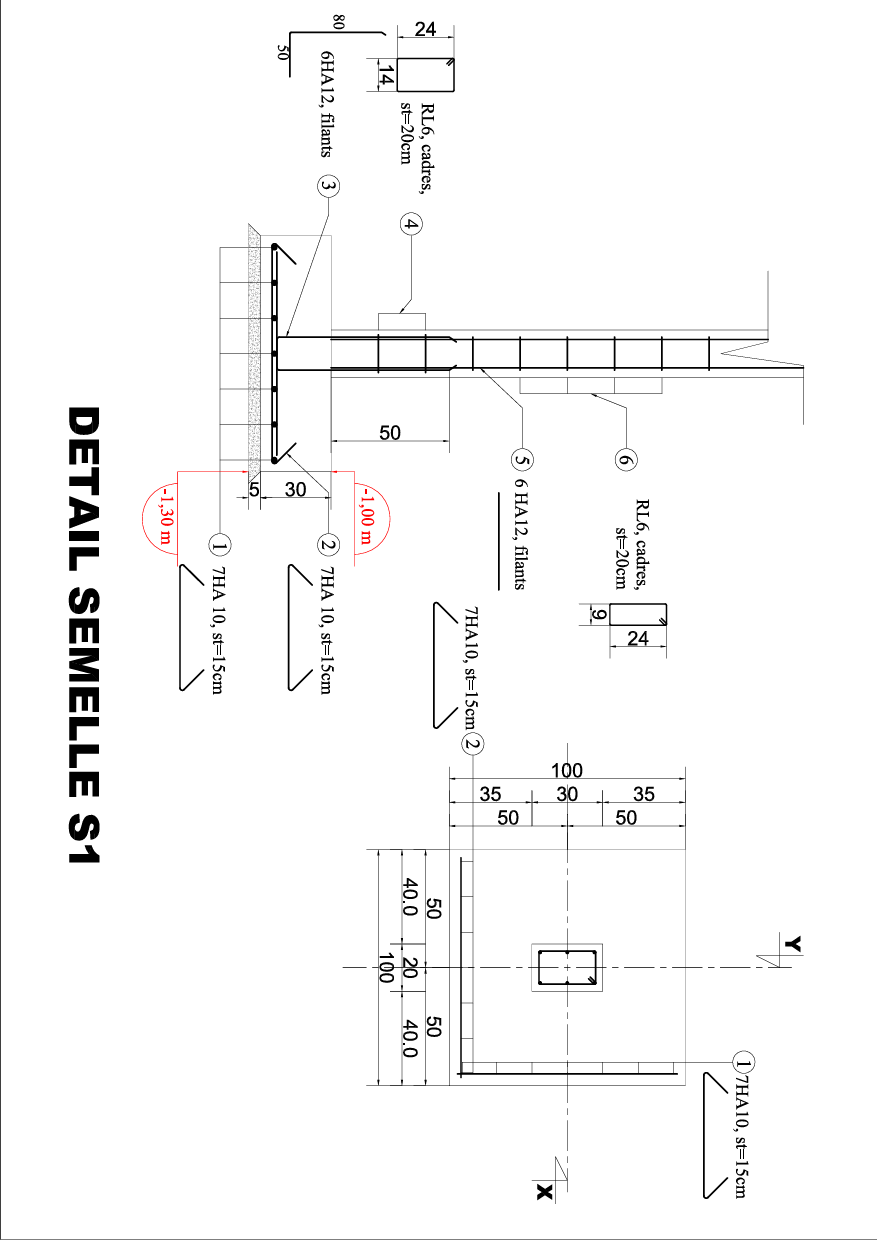 80
50
6HA12, filants
3
24
14
RL6, cadres,
st=20cm
4
50
5
6 HA12, filants
6
RL6, cadres,
st=20cm
9
24
5
30
-1,00 m
-1,30 m
1
7HA 10, st=15cm
2
7HA 10, st=15cm
7HA10, st=15cm
2
100
35
30
35
50
50
40.0
50
100
20
40.0
50
Y
X
1
7HA10, st=15cm
DETAIL SEMELLE S1